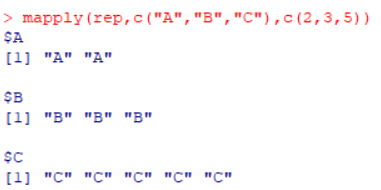 > mapply(rep,c("A","B","C"),c(2,3,5))
$A
[1] "A" "A"
$B
[1] "B" "B" "B"
$C
[1] "C" "C" "C" "C" "C"